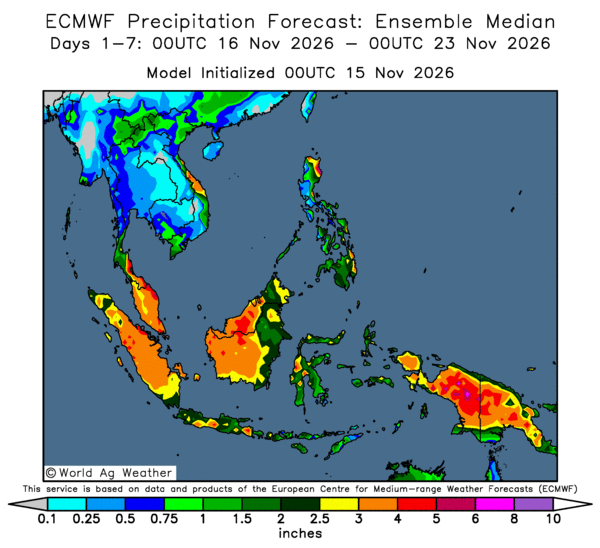 ECMWF Precipitation Forecast: Ensemble Median
Days 1-7: 00UTC 16 Nov 2026 - 00UTC 23 Nov 2026
Model Initialized 00UTC 15 Nov 2026
© World Ag Weather
This service is based on data and products of the European Centre for Medium-range Weather Forecasts (ECMWF)
0.1 0.25 0.5 0.75 1 1.5 2 2.5 3 4 5 6 8 10
inches